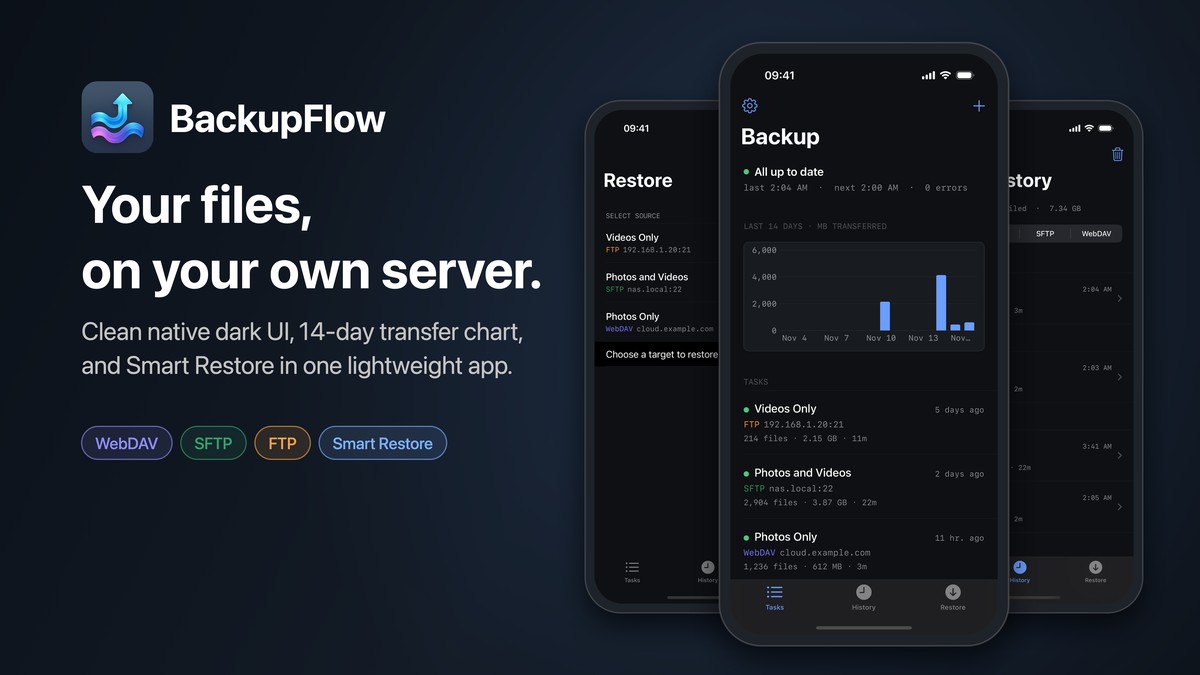 BackupFlow
Your files,
on your own server.
Clean native dark UI, 14-day transfer chart,
and Smart Restore in one lightweight app.
WebDAV
SFTP
FTP
Smart Restore
09:41
Restore
SELECT SOURCE
Videos Only
FTP 192.168.1.20:21
Photos and Videos
SFTP nas.local:22
Photos Only
WebDAV cloud.example.com
Choose a target to restore
Tasks
History
09:41
Backup
All up to date
last 2:04 AM · next 2:00 AM · 0 errors
LAST 14 DAYS · MB TRANSFERRED
6,000
4,000
2,000
0
Nov 4
Nov 7
Nov 10
Nov 13
Nov…
TASKS
Videos Only
5 days ago
FTP 192.168.1.20:21
214 files · 2.15 GB · 11m
Photos and Videos
2 days ago
SFTP nas.local:22
2,904 files · 3.87 GB · 22m
Photos Only
11 hr. ago
WebDAV cloud.example.com
1,236 files · 612 MB · 3m
Tasks
History
Restore
story
iled · 7.34 GB
SFTP
WebDAV
2:04 AM
3m
2:03 AM
2m
3:41 AM
· 22m
2:05 AM
2m
History
Restore